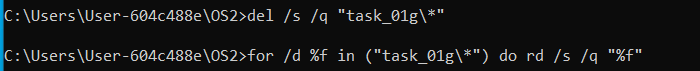 C:\Users\User-604c488e\OS2>del /s /q "task_01g\*"
C:\Users\User-604c488e\OS2>for /d %f in ("task_01g\*") do rd /s /q "%f"